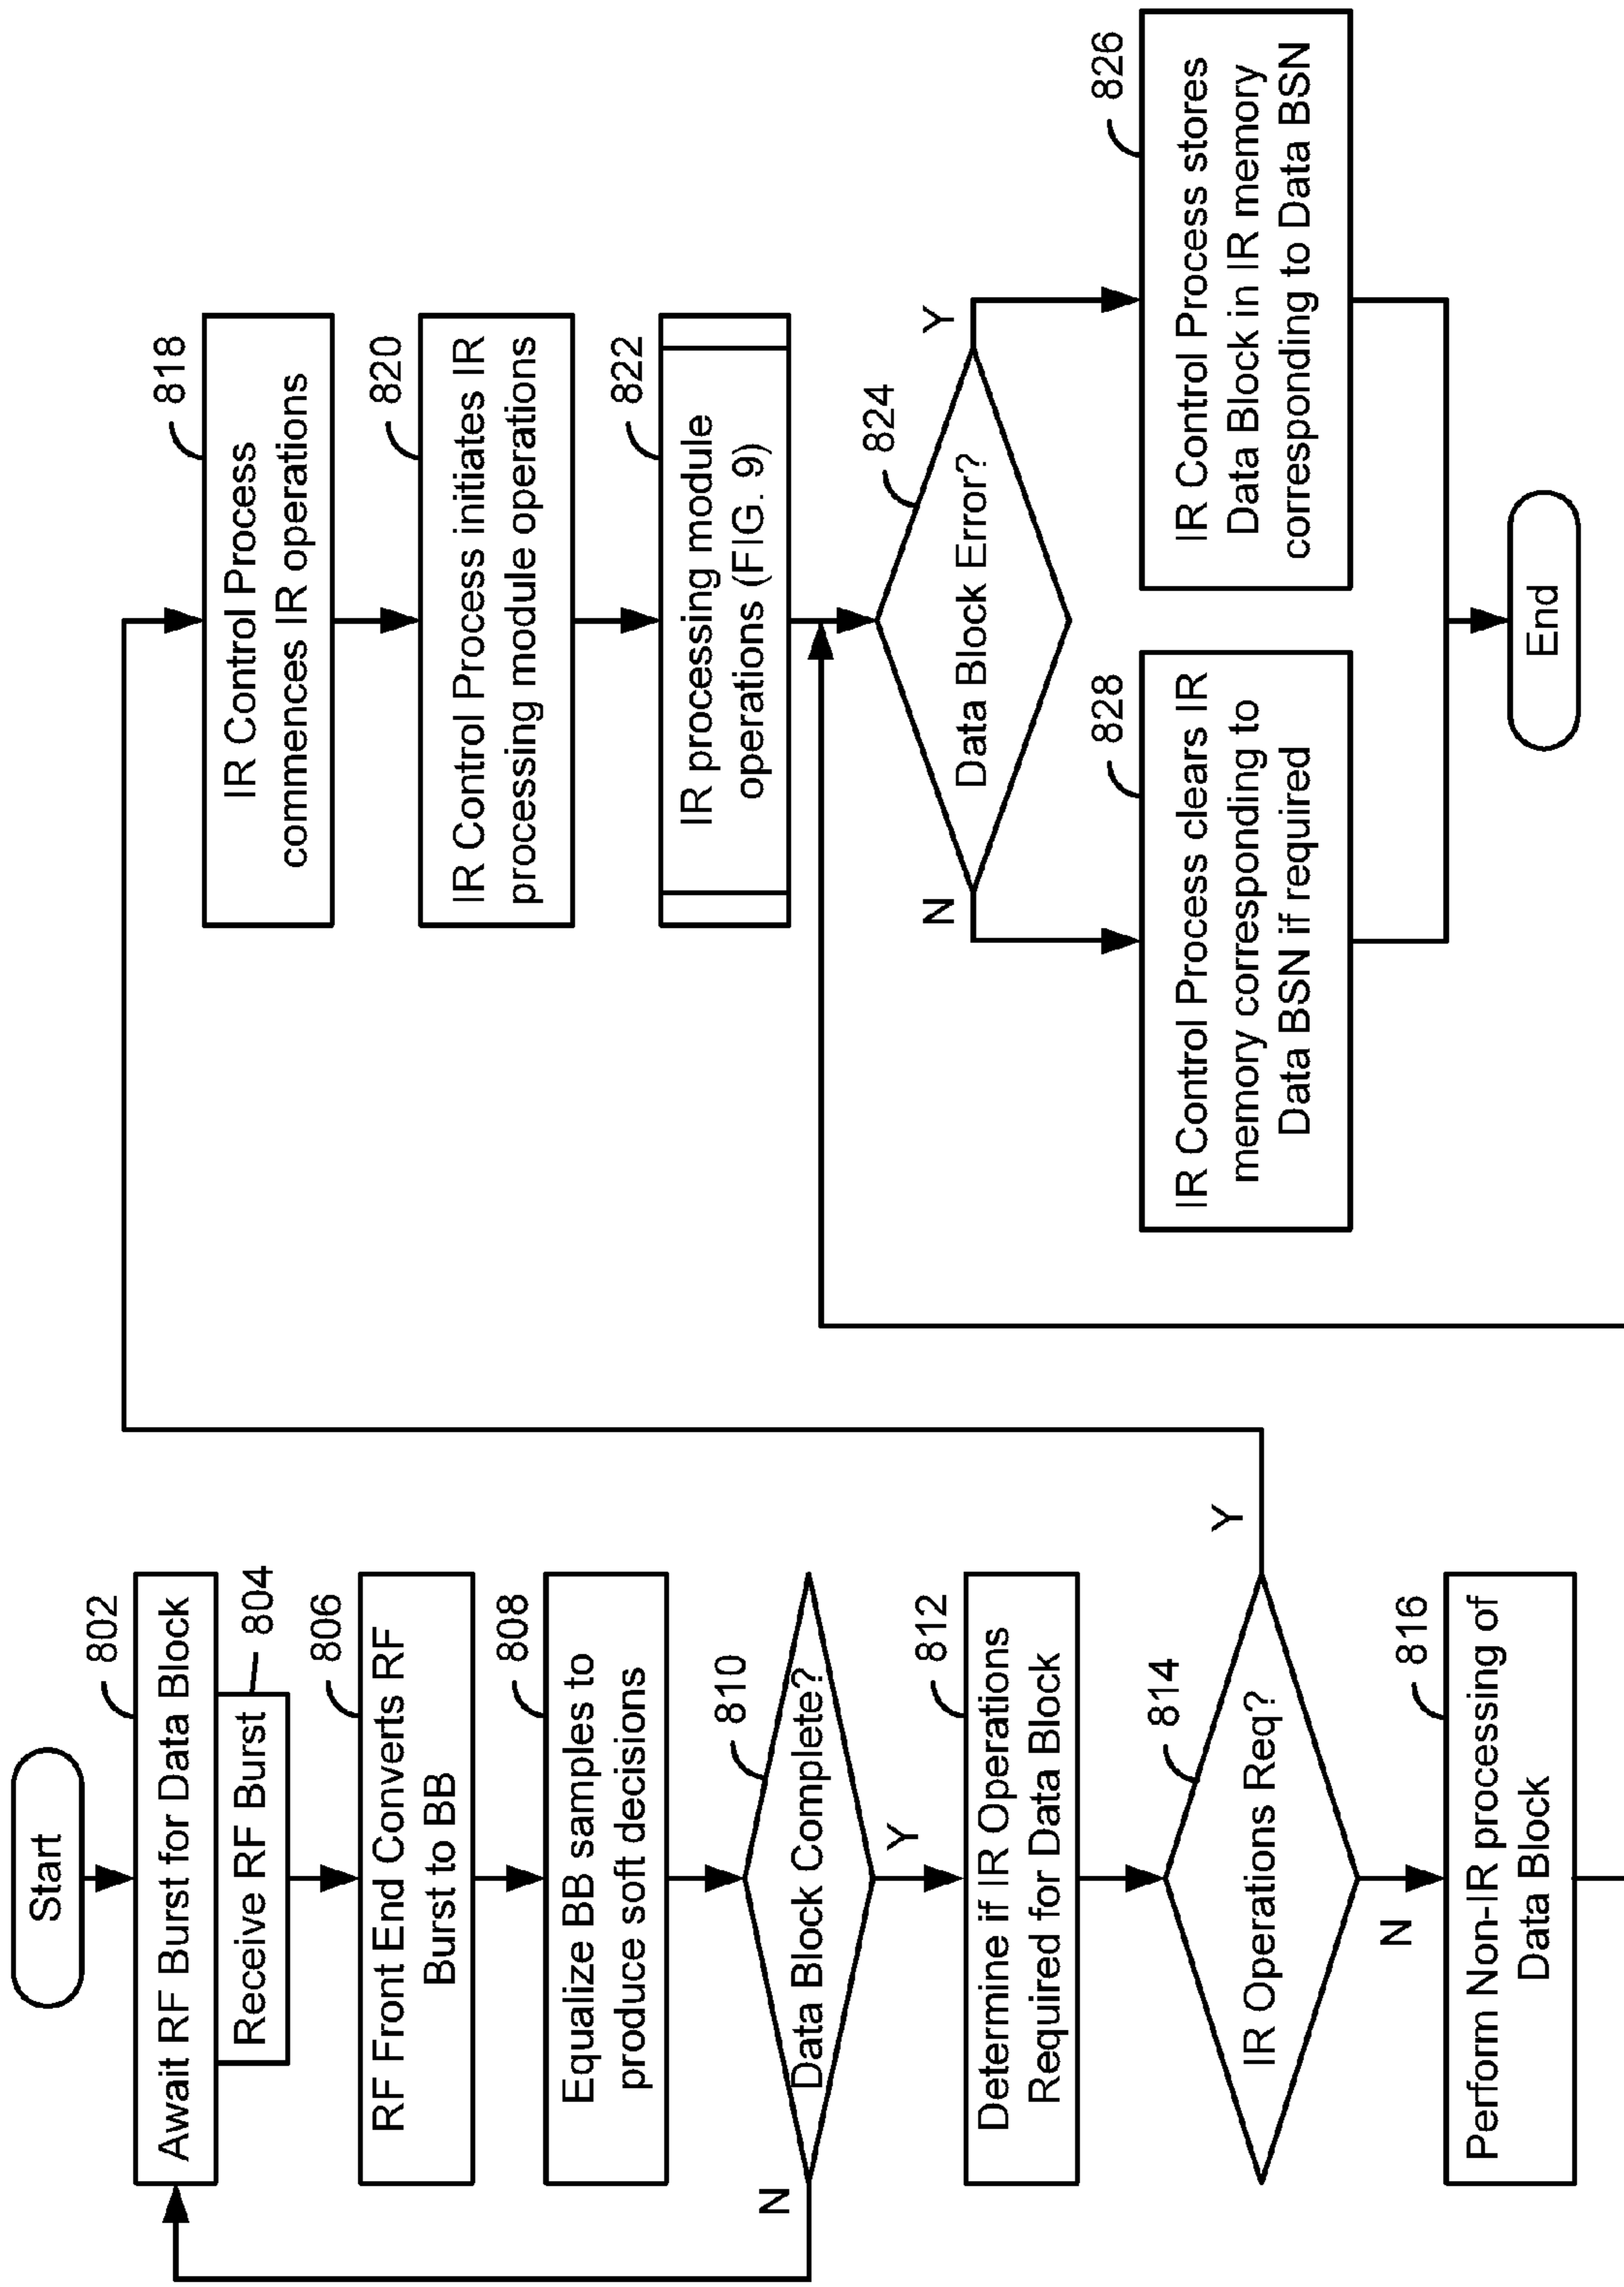 Start
802
Await RF Burst for Data Block
Receive RF Burst
804
806
RF Front End Converts RF
Burst to BB
808
Equalize BB samples to
produce soft decisions
810
Data Block Complete?
N
Y
812
Determine if IR Operations
Required for Data Block
814
IR Operations Req?
Y
N
816
Perform Non-IR processing of
Data Block
818
IR Control Process
commences IR operations
820
IR Control Process initiates IR
processing module operations
822
IR processing module
operations (FIG. 9)
824
Data Block Error?
N
Y
828
IR Control Process clears IR
memory corresponding to
Data BSN if required
826
IR Control Process stores
Data Block in IR memory
corresponding to Data BSN
End